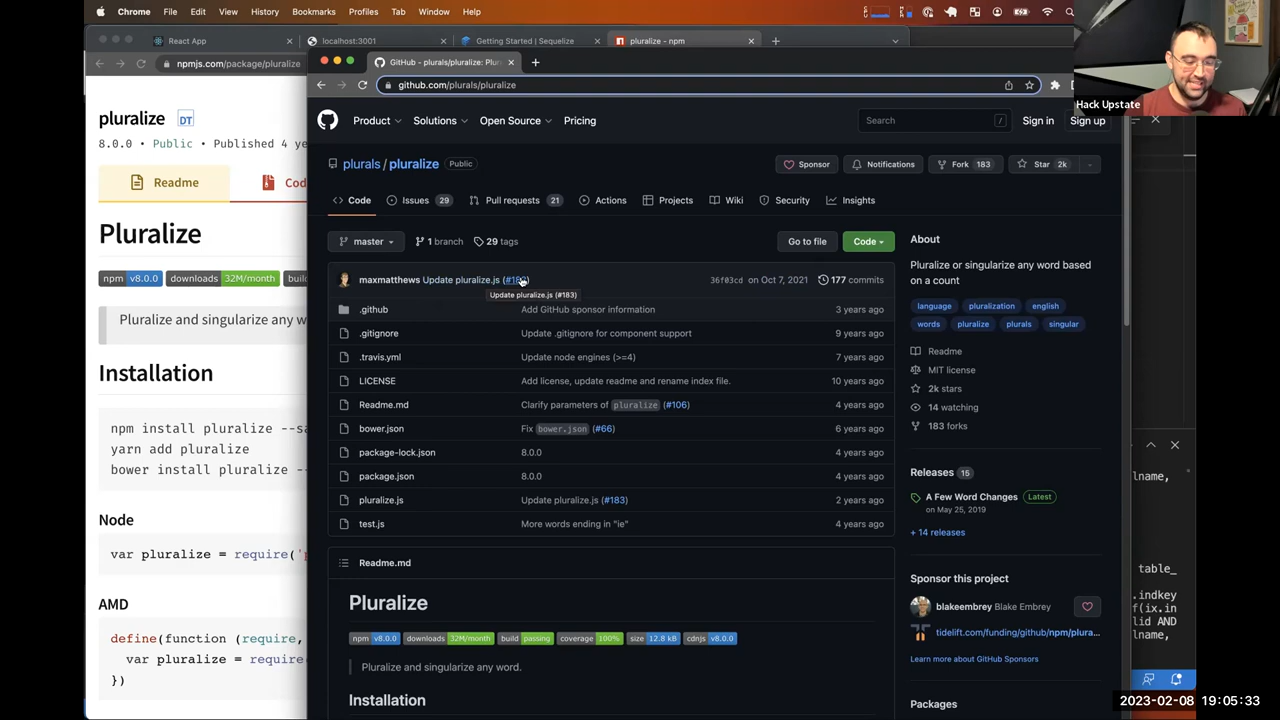 Chrome File Edit View History Bookmarks Profiles Tab Window Help
React App
localhost:3001
Getting Started | Sequelize
pluralize - npm
npmjs.com/package/pluralize
GitHub - plurals/pluralize: Plu
github.com/plurals/pluralize
Hack Upstate
pluralize DT
8.0.0 • Public • Published 4 ye
Readme
Cod
Pluralize
npm v8.0.0 downloads 32M/month buil
Pluralize and singularize any w
Installation
npm install pluralize --sa
yarn add pluralize
bower install pluralize --
Node
var pluralize = require('p
AMD
define(function (require,
var pluralize = require
})
Product Solutions Open Source Pricing
Search /
Sign in Sign up
plurals / pluralize Public
Sponsor Notifications Fork 183 Star 2k
Code Issues 29 Pull requests 21 Actions Projects Wiki Security Insights
master 1 branch 29 tags Go to file Code
maxmatthews Update pluralize.js (#183) 36f03cd on Oct 7, 2021 177 commits
Update pluralize.js (#183)
.github Add GitHub sponsor information 3 years ago
.gitignore Update .gitignore for component support 9 years ago
.travis.yml Update node engines (>=4) 7 years ago
LICENSE Add license, update readme and rename index file. 10 years ago
Readme.md Clarify parameters of pluralize (#106) 4 years ago
bower.json Fix bower.json (#66) 6 years ago
package-lock.json 8.0.0 4 years ago
package.json 8.0.0 4 years ago
pluralize.js Update pluralize.js (#183) 2 years ago
test.js More words ending in "ie" 4 years ago
Readme.md
Pluralize
npm v8.0.0 downloads 32M/month build passing coverage 100% size 12.8 kB cdnjs v8.0.0
Pluralize and singularize any word.
Installation
About
Pluralize or singularize any word based
on a count
language pluralization english
words pluralize plurals singular
Readme
MIT license
2k stars
14 watching
183 forks
Releases 15
A Few Word Changes Latest
on May 25, 2019
+ 14 releases
Sponsor this project
blakeembrey Blake Embrey
tidelift.com/funding/github/npm/plura...
Learn more about GitHub Sponsors
Packages
lname,
table_
.indkey
f(ix.in
lid AND
lname,
2023-02-08 19:05:33